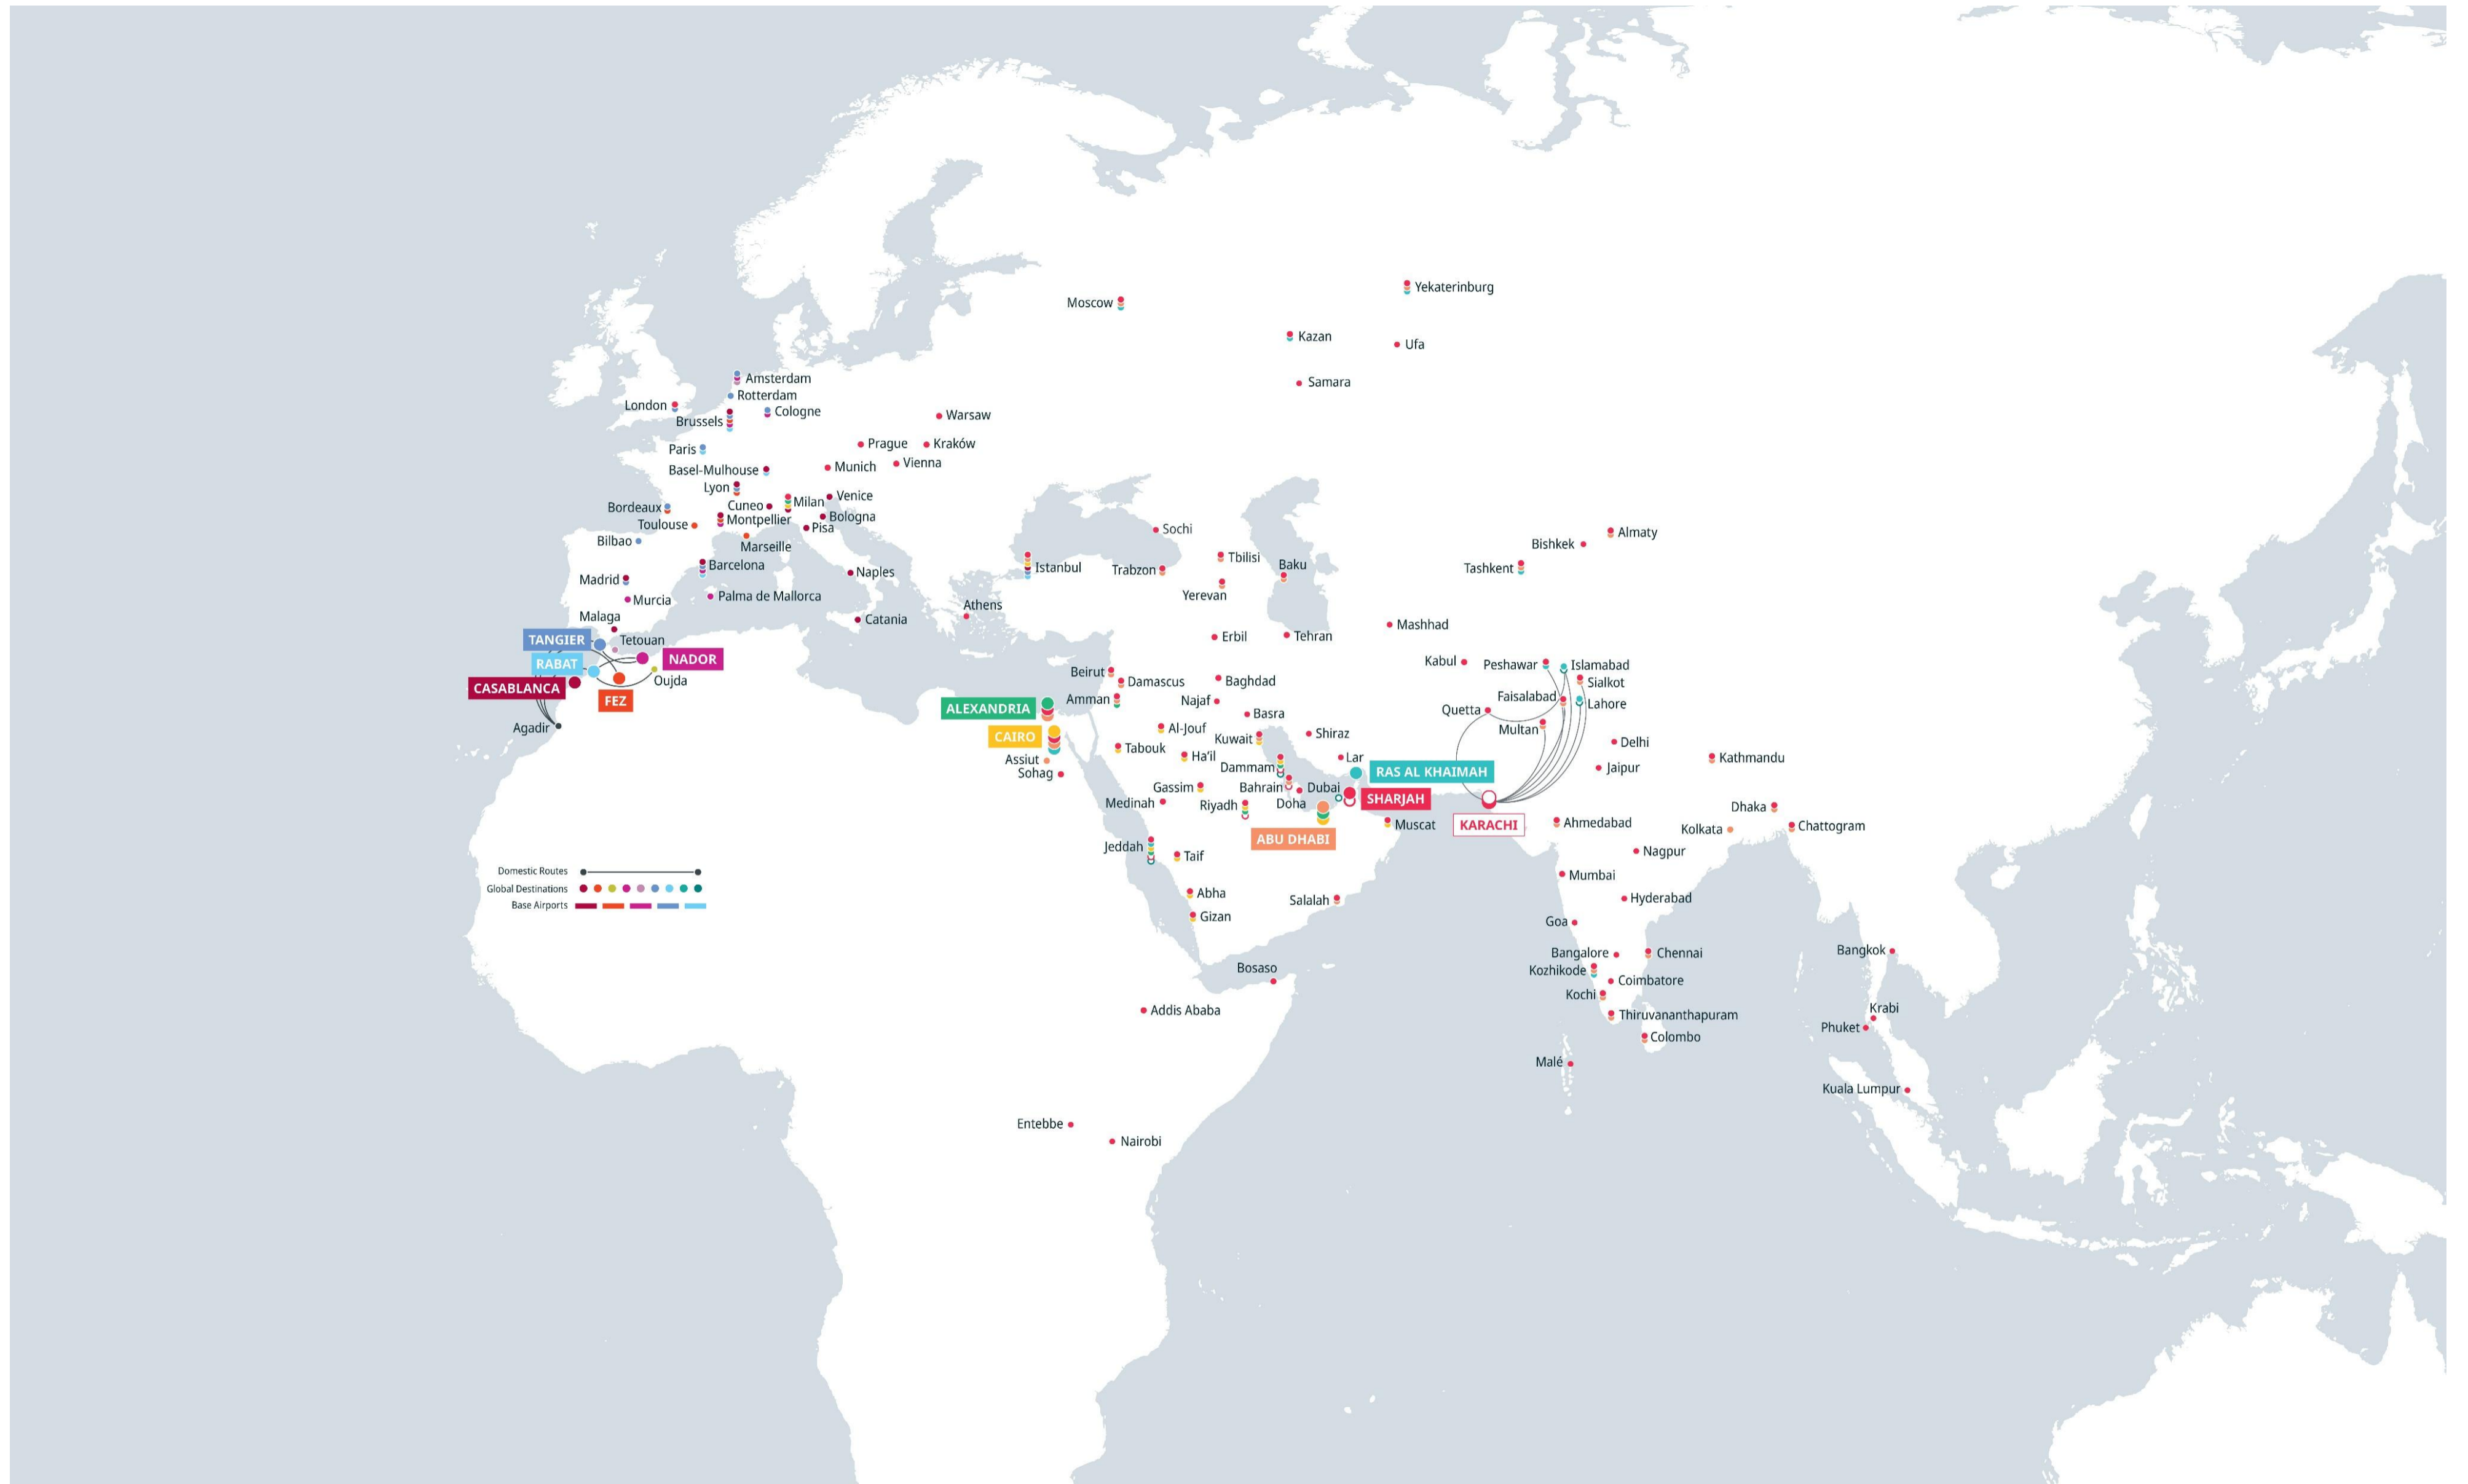 Yekaterinburg
Moscow
Kazan
Ufa
Samara
Amsterdam
Rotterdam
London
Cologne
Brussels
Warsaw
Paris
Prague
Kraków
Basel-Mulhouse
Munich
Vienna
Lyon
Venice
Cuneo
Milan
Bordeaux
Montpellier
Bologna
Toulouse
Pisa
Bilbao
Marseille
Sochi
Almaty
Bishkek
Barcelona
Istanbul
Trabzon
Tbilisi
Baku
Tashkent
Madrid
Naples
Murcia
Palma de Mallorca
Yerevan
Malaga
Athens
Catania
Mashhad
TANGIER
Tetouan
Erbil
Tehran
RABAT
NADOR
Kabul
Peshawar
Islamabad
Oujda
Beirut
Damascus
Baghdad
Sialkot
CASABLANCA
FEZ
Amman
Najaf
Faisalabad
Lahore
ALEXANDRIA
Basra
Quetta
Agadir
Al-Jouf
Shiraz
Multan
CAIRO
Tabouk
Kuwait
Delhi
Assiut
Ha'il
Lar
Kathmandu
Sohag
Dammam
RAS AL KHAIMAH
Jaipur
Gassim
Bahrain
Dubai
Medinah
Riyadh
Doha
SHARJAH
Dhaka
Muscat
KARACHI
Ahmedabad
Kolkata
Chattogram
ABU DHABI
Jeddah
Taif
Nagpur
Domestic Routes
Global Destinations
Base Airports
Mumbai
Abha
Salalah
Hyderabad
Gizan
Goa
Bangalore
Chennai
Bangkok
Bosaso
Kozhikode
Coimbatore
Kochi
Addis Ababa
Thiruvananthapuram
Krabi
Phuket
Colombo
Malé
Kuala Lumpur
Entebbe
Nairobi